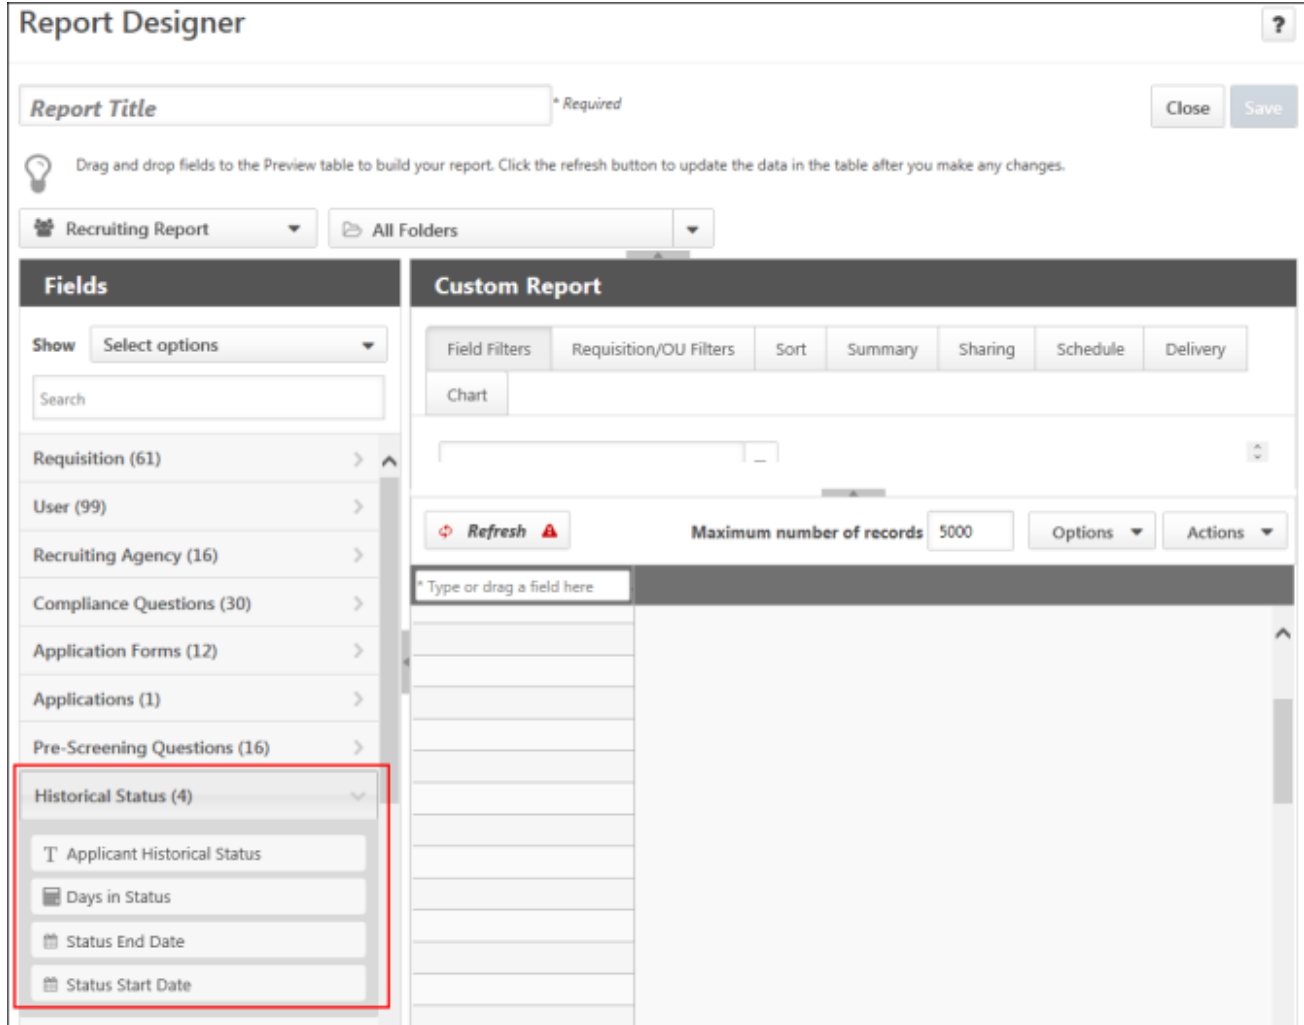 Report Designer
?
Report Title
* Required
Close
Save
Drag and drop fields to the Preview table to build your report. Click the refresh button to update the data in the table after you make any changes.
Recruiting Report
All Folders
Fields
Custom Report
Show
Select options
Search
Field Filters
Requisition/OU Filters
Sort
Summary
Sharing
Schedule
Delivery
Chart
Requisition (61)
User (99)
Recruiting Agency (16)
Compliance Questions (30)
Application Forms (12)
Applications (1)
Pre-Screening Questions (16)
Historical Status (4)
T Applicant Historical Status
Days in Status
Status End Date
Status Start Date
Refresh
Maximum number of records
5000
Options
Actions
* Type or drag a field here